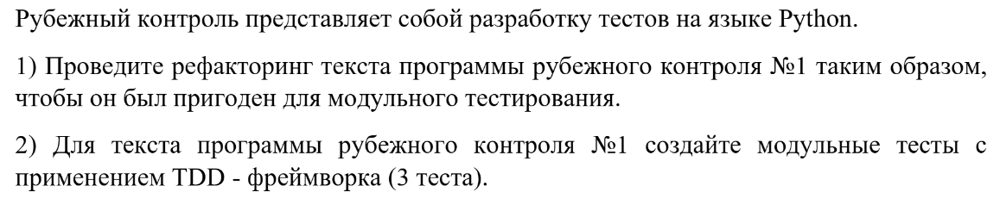 Рубежный контроль представляет собой разработку тестов на языке Python.
1) Проведите рефакторинг текста программы рубежного контроля №1 таким образом,
чтобы он был пригоден для модульного тестирования.
2) Для текста программы рубежного контроля №1 создайте модульные тесты с
применением TDD - фреймворка (3 теста).